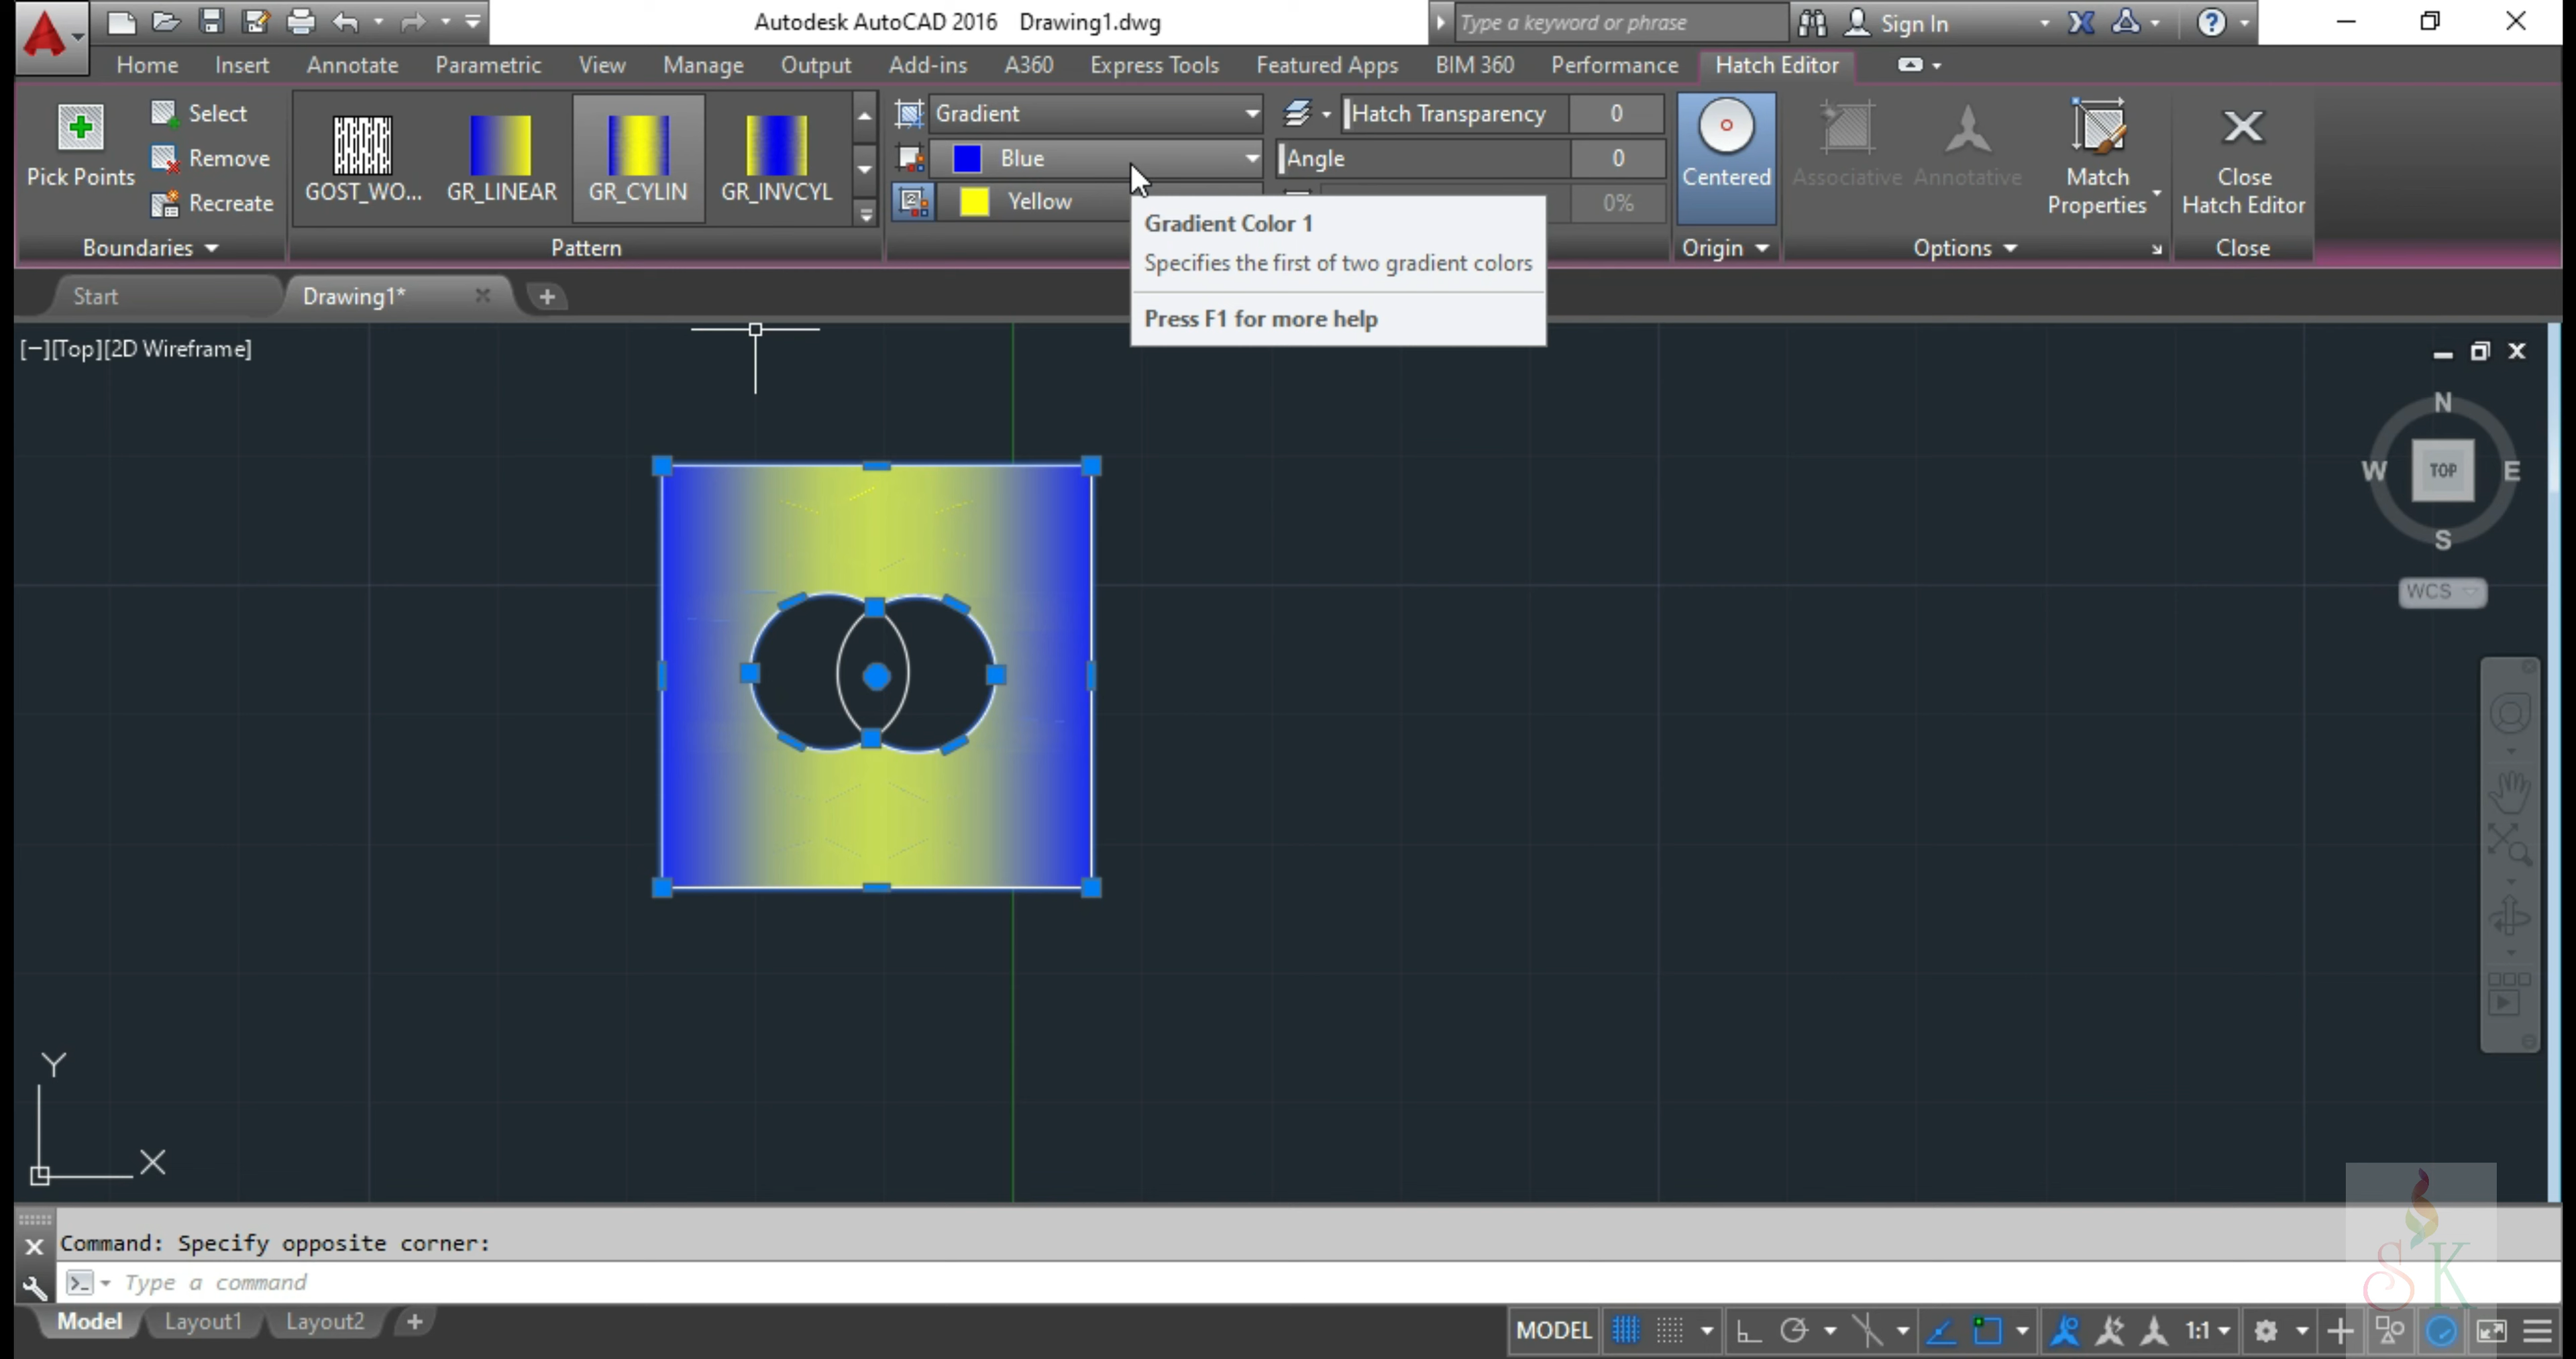 Autodesk AutoCAD 2016 Drawing1.dwg
Type a keyword or phrase
Sign In
Home Insert Annotate Parametric View Manage Output Add-ins A360 Express Tools Featured Apps BIM 360 Performance Hatch Editor
Pick Points
Select
Remove
Recreate
Boundaries
GOST_WO... GR_LINEAR GR_CYLIN GR_INVCYL
Pattern
Gradient
Blue
Yellow
Hatch Transparency 0
Angle 0
0%
Gradient Color 1
Specifies the first of two gradient colors
Press F1 for more help
Centered
Origin
Associative Annotative
Match
Properties
Options
Close
Hatch Editor
Close
Start Drawing1*
[−][Top][2D Wireframe]
N
W TOP E
S
WCS
Y
X
Command: Specify opposite corner:
Type a command
Model Layout1 Layout2
MODEL 1:1
SK